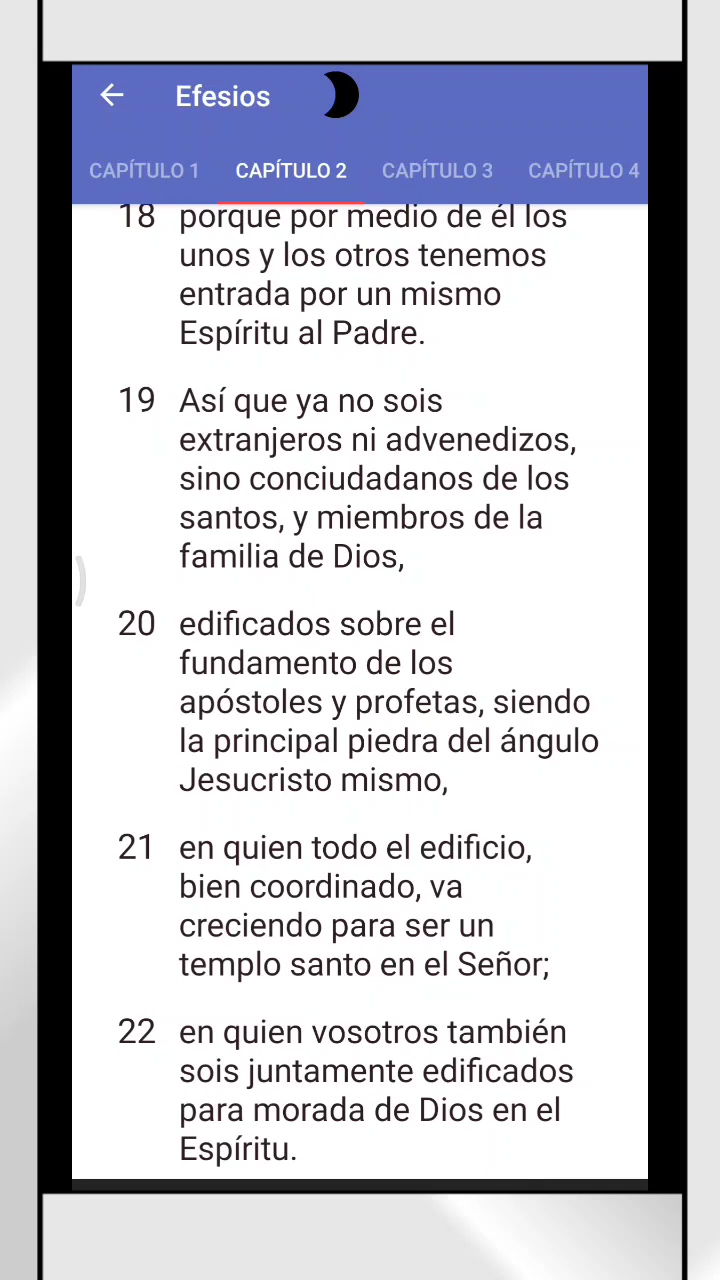 Efesios
CAPÍTULO 1 CAPÍTULO 2 CAPÍTULO 3 CAPÍTULO 4
18 porque por medio de él los
unos y los otros tenemos
entrada por un mismo
Espíritu al Padre.
19 Así que ya no sois
extranjeros ni advenedizos,
sino conciudadanos de los
santos, y miembros de la
familia de Dios,
20 edificados sobre el
fundamento de los
apóstoles y profetas, siendo
la principal piedra del ángulo
Jesucristo mismo,
21 en quien todo el edificio,
bien coordinado, va
creciendo para ser un
templo santo en el Señor;
22 en quien vosotros también
sois juntamente edificados
para morada de Dios en el
Espíritu.